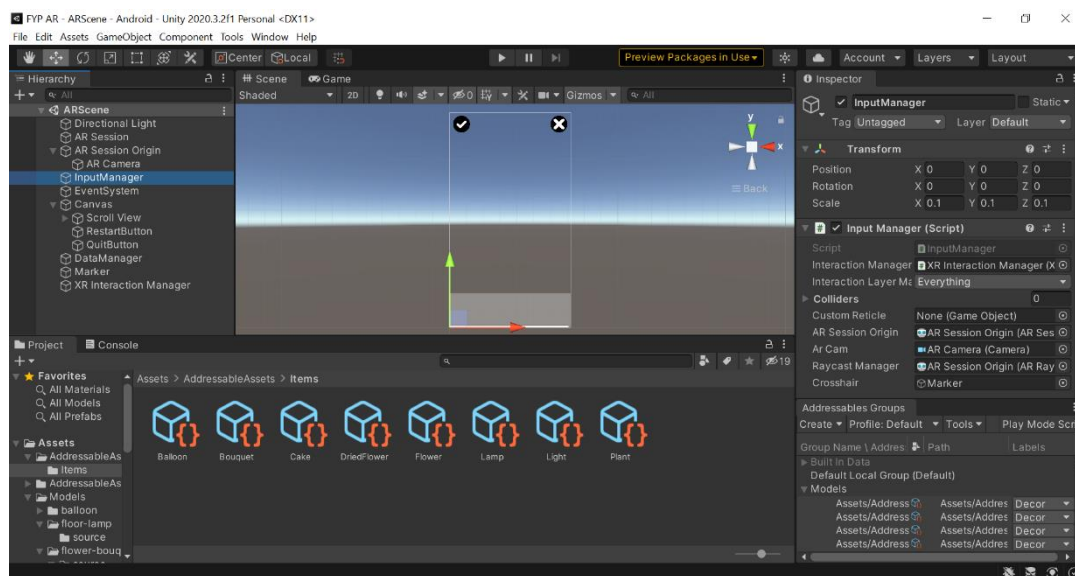 FYP AR - ARScene - Android - Unity 2020.3.2f1 Personal <DX11>
File Edit Assets GameObject Component Tools Window Help
Center Local
Preview Packages in Use
Account
Layers
Layout
Hierarchy
All
ARScene
Directional Light
AR Session
AR Session Origin
AR Camera
InputManager
EventSystem
Canvas
Scroll View
RestartButton
QuitButton
DataManager
Marker
XR Interaction Manager
Scene Game
Shaded 2D 0 Gizmos All
y
x
Back
Inspector
InputManager Static
Tag Untagged Layer Default
Transform
Position X 0 Y 0 Z 0
Rotation X 0 Y 0 Z 0
Scale X 0.1 Y 0.1 Z 0.1
Input Manager (Script)
Script InputManager
Interaction Manager XR Interaction Manager (X
Interaction Layer Ma Everything
Colliders 0
Custom Reticle None (Game Object)
AR Session Origin AR Session Origin (AR Ses
Ar Cam AR Camera (Camera)
Raycast Manager AR Session Origin (AR Ray
Crosshair Marker
Project Console
19
Favorites
All Materials
All Models
All Prefabs
Assets
AddressableAs
Items
AddressableAs
Models
balloon
floor-lamp
source
flower-bouq
Assets > AddressableAssets > Items
Balloon Bouquet Cake DriedFlower Flower Lamp Light Plant
Addressables Groups
Create Profile: Default Tools Play Mode Scr
Group Name \ Addres Path Labels
Built In Data
Default Local Group (Default)
Models
Assets/Address Assets/Addres Decor
Assets/Address Assets/Addres Decor
Assets/Address Assets/Addres Decor
Assets/Address Assets/Addres Decor